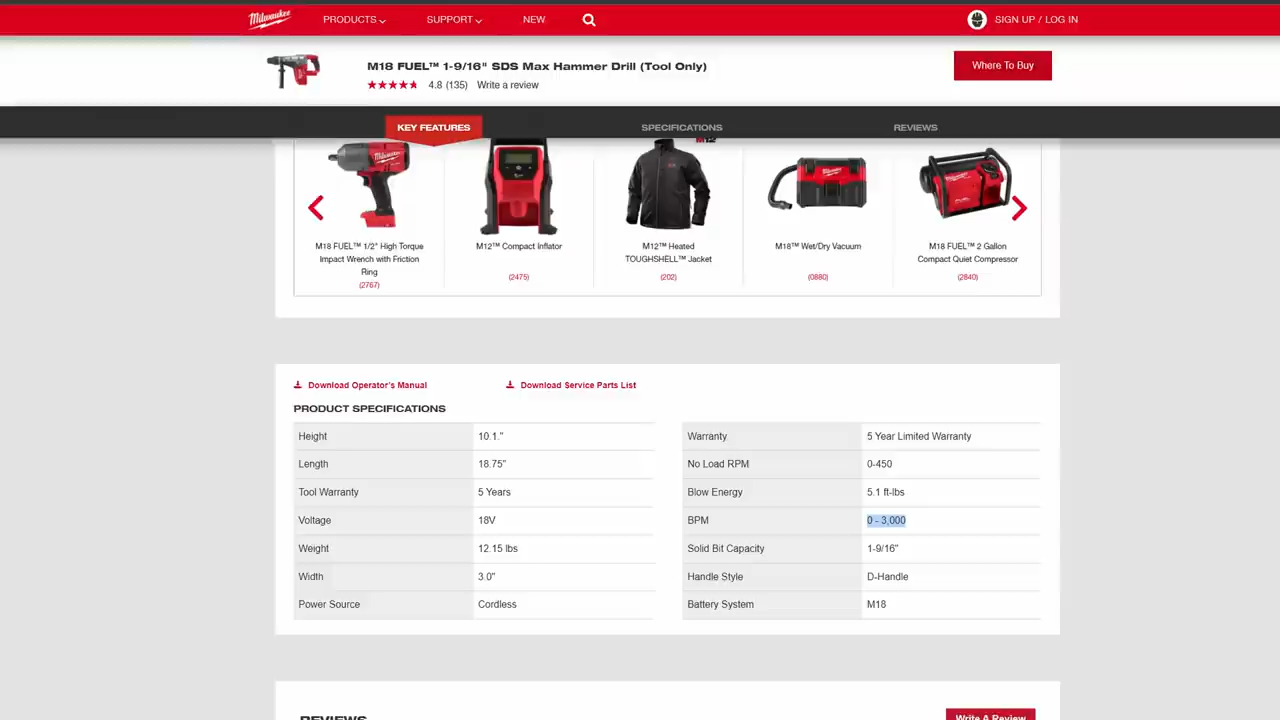 Milwaukee
PRODUCTS
SUPPORT
NEW
SIGN UP / LOG IN
M18 FUEL™ 1-9/16" SDS Max Hammer Drill (Tool Only)
4.8 (135) Write a review
Where To Buy
KEY FEATURES
SPECIFICATIONS
REVIEWS
M12
M18 FUEL™ 1/2" High Torque
Impact Wrench with Friction
Ring
(2767)
M12™ Compact Inflator
(2475)
M12™ Heated
TOUGHSHELL™ Jacket
(202)
M18™ Wet/Dry Vacuum
(0880)
M18 FUEL™ 2 Gallon
Compact Quiet Compressor
(2840)
Download Operator's Manual
Download Service Parts List
PRODUCT SPECIFICATIONS
Height 10.1."
Length 18.75"
Tool Warranty 5 Years
Voltage 18V
Weight 12.15 lbs
Width 3.0"
Power Source Cordless
Warranty 5 Year Limited Warranty
No Load RPM 0-450
Blow Energy 5.1 ft-lbs
BPM 0 - 3,000
Solid Bit Capacity 1-9/16"
Handle Style D-Handle
Battery System M18
REVIEWS
Write A Review